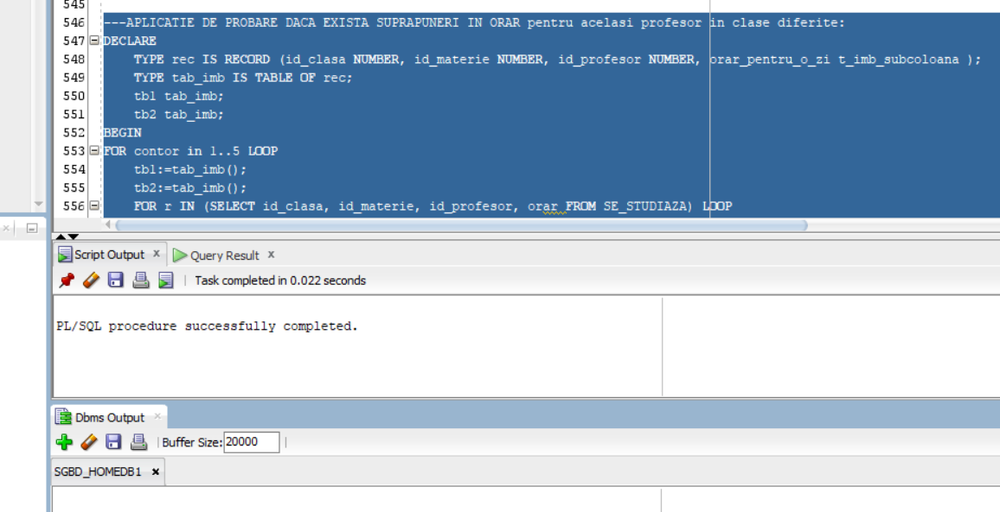 545
546 ---APLICATIE DE PROBARE DACA EXISTA SUPRAPUNERI IN ORAR pentru acelasi profesor in clase diferite:
547 DECLARE
548 TYPE rec IS RECORD (id_clasa NUMBER, id_materie NUMBER, id_profesor NUMBER, orar_pentru_o_zi t_imb_subcoloana );
549 TYPE tab_imb IS TABLE OF rec;
550 tb1 tab_imb;
551 tb2 tab_imb;
552 BEGIN
553 FOR contor in 1..5 LOOP
554 tb1:=tab_imb();
555 tb2:=tab_imb();
556 FOR r IN (SELECT id_clasa, id_materie, id_profesor, orar FROM SE_STUDIAZA) LOOP
Script Output x Query Result x
Task completed in 0.022 seconds
PL/SQL procedure successfully completed.
Dbms Output
Buffer Size: 20000
SGBD_HOMEDB1